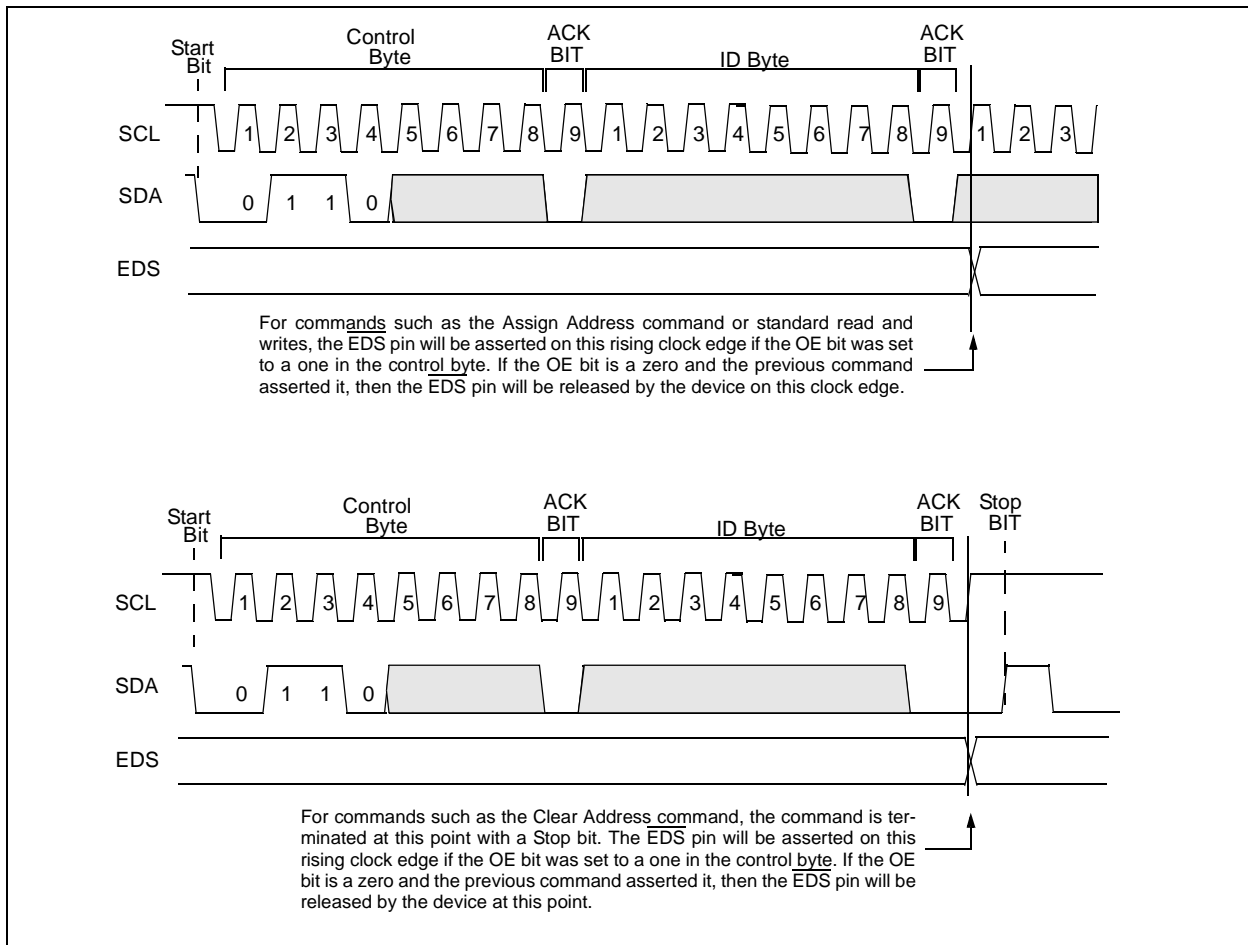 Start
Bit
Control
Byte
ACK
BIT
ID Byte
ACK
BIT
SCL
1 2 3 4 5 6 7 8 9 1 2 3 4 5 6 7 8 9 1 2 3
SDA
0 1 1 0
EDS
For commands such as the Assign Address command or standard read and
writes, the EDS pin will be asserted on this rising clock edge if the OE bit was set
to a one in the control byte. If the OE bit is a zero and the previous command
asserted it, then the EDS pin will be released by the device on this clock edge.
Start
Bit
Control
Byte
ACK
BIT
ID Byte
ACK
BIT
Stop
BIT
SCL
1 2 3 4 5 6 7 8 9 1 2 3 4 5 6 7 8 9
SDA
0 1 1 0
EDS
For commands such as the Clear Address command, the command is ter-
minated at this point with a Stop bit. The EDS pin will be asserted on this
rising clock edge if the OE bit was set to a one in the control byte. If the OE
bit is a zero and the previous command asserted it, then the EDS pin will be
released by the device at this point.